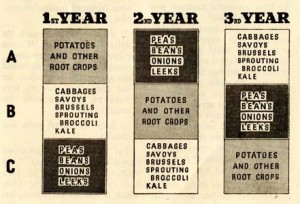 1ST YEAR 2ND YEAR 3RD YEAR
A
POTATOES
AND OTHER
ROOT CROPS
PEAS
BEANS
ONIONS
LEEKS
CABBAGES
SAVOYS
BRUSSELS
SPROUTING
BROCCOLI
KALE
B
CABBAGES
SAVOYS
BRUSSELS
SPROUTING
BROCCOLI
KALE
POTATOES
AND OTHER
ROOT CROPS
PEAS
BEANS
ONIONS
LEEKS
C
PEAS
BEANS
ONIONS
LEEKS
CABBAGES
SAVOYS
BRUSSELS
SPROUTING
BROCCOLI
KALE
POTATOES
AND OTHER
ROOT CROPS